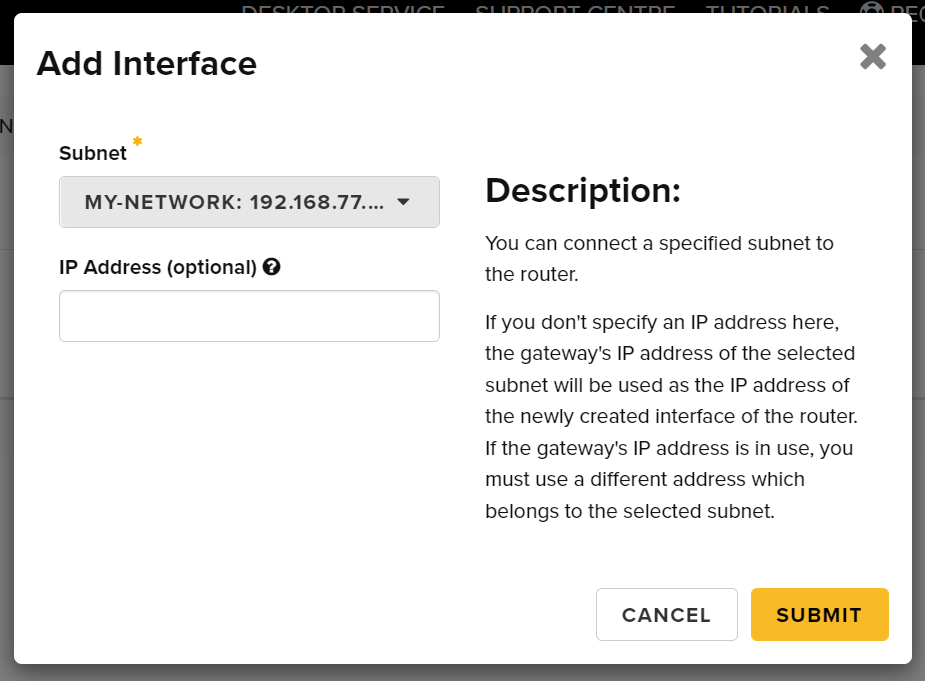 DESKTOP SERVICE SUPPORT CENTRE TUTORIALS
Add Interface
Subnet *
MY-NETWORK: 192.168.77....
IP Address (optional) ?
Description:
You can connect a specified subnet to
the router.
If you don't specify an IP address here,
the gateway's IP address of the selected
subnet will be used as the IP address of
the newly created interface of the router.
If the gateway's IP address is in use, you
must use a different address which
belongs to the selected subnet.
CANCEL SUBMIT